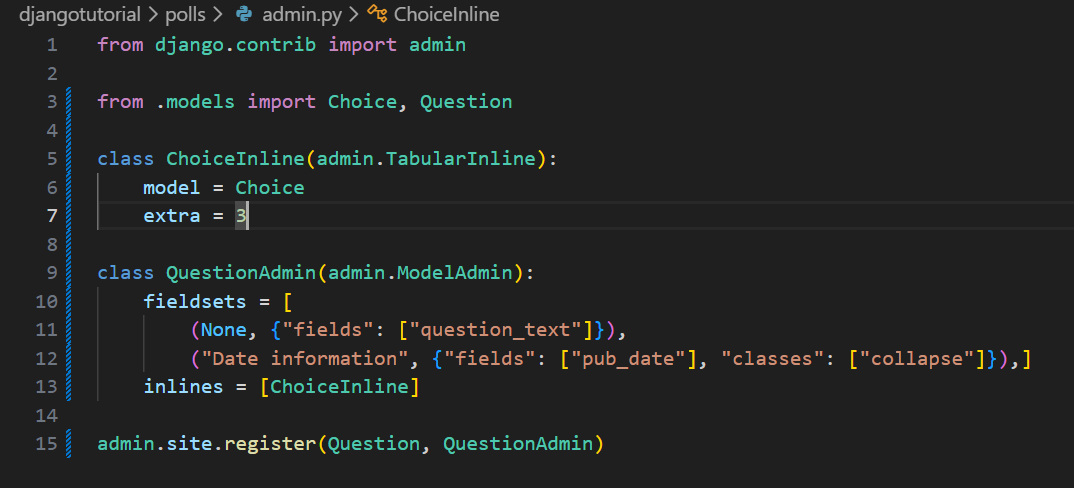 djangotutorial > polls > admin.py > ChoiceInline
1 from django.contrib import admin
2
3 from .models import Choice, Question
4
5 class ChoiceInline(admin.TabularInline):
6     model = Choice
7     extra = 3
8
9 class QuestionAdmin(admin.ModelAdmin):
10     fieldsets = [
11         (None, {"fields": ["question_text"]}),
12         ("Date information", {"fields": ["pub_date"], "classes": ["collapse"]}),]
13     inlines = [ChoiceInline]
14
15 admin.site.register(Question, QuestionAdmin)